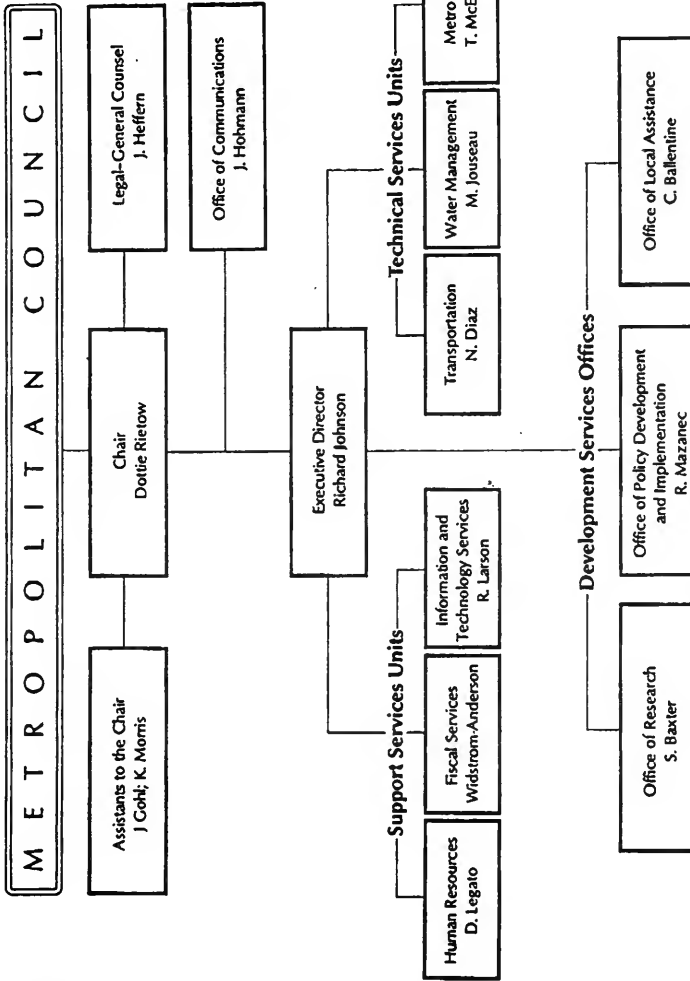 METROPOLITAN COUNCIL
Assistants to the Chair
J Gohl; K. Morris
Chair
Dottie Rietow
Legal-General Counsel
J. Heffern
Office of Communications
J. Hohmann
Executive Director
Richard Johnson
Support Services Units
Human Resources
D. Legato
Fiscal Services
Widstrom-Anderson
Information and
Technology Services
R. Larson
Technical Services Units
Transportation
N. Diaz
Water Management
M. Jouseau
Metro
T.
Development Services Offices
Office of Research
S. Baxter
Office of Policy Development
and Implementation
R. Mazanec
Office of Local Assistance
C. Ballentine